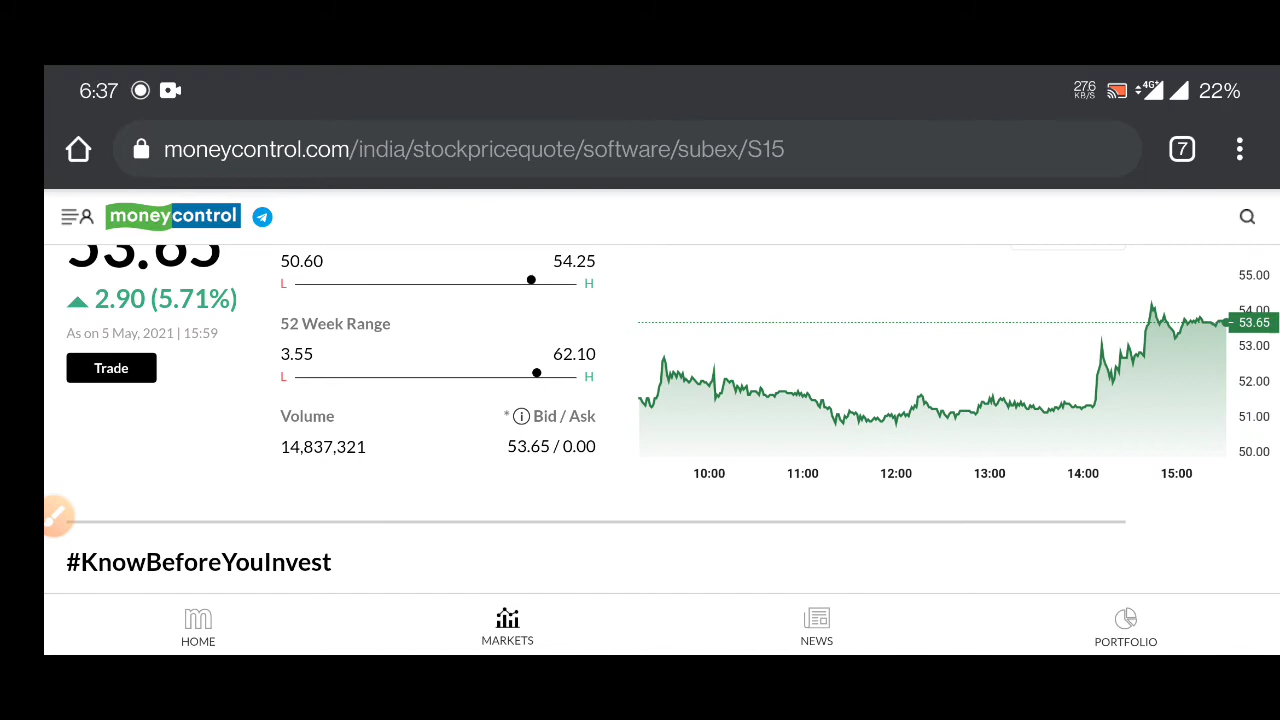 6:37 276 KB/S 4G+ 22%
moneycontrol.com/india/stockpricequote/software/subex/S15 7
moneycontrol
53.65
50.60 54.25
L H
2.90 (5.71%)
As on 5 May, 2021 | 15:59
Trade
52 Week Range
3.55 62.10
L H
Volume * i Bid / Ask
14,837,321 53.65 / 0.00
55.00
54.00
53.65
53.00
52.00
51.00
50.00
10:00 11:00 12:00 13:00 14:00 15:00
#KnowBeforeYouInvest
m
HOME MARKETS NEWS PORTFOLIO